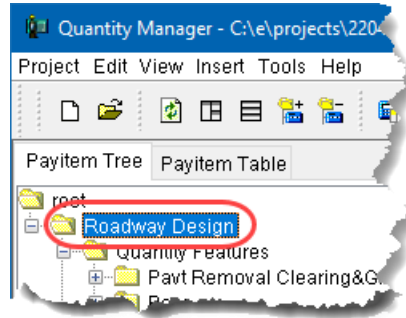 Quantity Manager - C:\e\projects\2204
Project Edit View Insert Tools Help
Payitem Tree Payitem Table
root
Roadway Design
Quantity Features
Pavt Removal Clearing&G